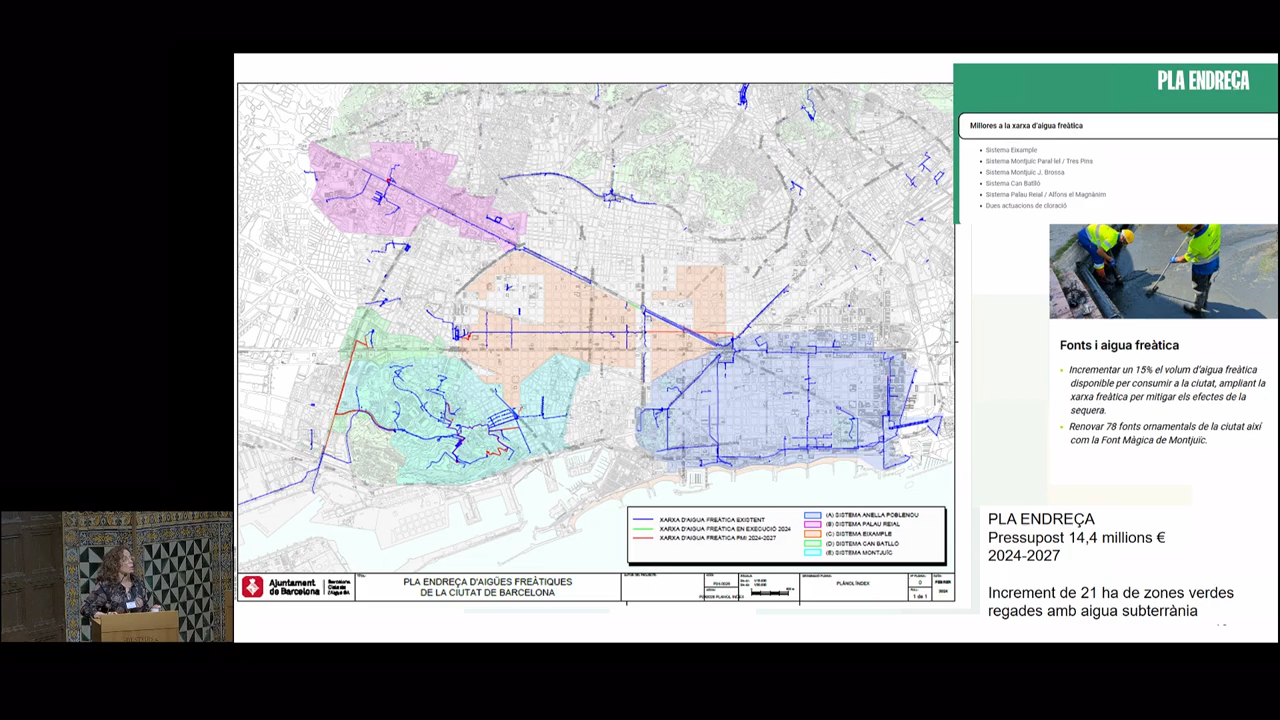 PLA ENDREÇA
Millores a la xarxa d'aigua freàtica
Sistema Eixample
Sistema Montjuïc Paral·lel / Tres Pins
Sistema Montjuïc J. Brossa
Sistema Can Batlló
Sistema Palau Reial / Alfons el Magnànim
Dues actuacions de cloració
Fonts i aigua freàtica
Incrementar un 15% el volum d'aigua freàtica
disponible per consumir a la ciutat, ampliant la
xarxa freàtica per mitigar els efectes de la
sequera.
Renovar 78 fonts ornamentals de la ciutat així
com la Font Màgica de Montjuïc.
PLA ENDREÇA
Pressupost 14,4 milions €
2024-2027
Increment de 21 ha de zones verdes
regades amb aigua subterrània
XARXA D'AIGUA FREÀTICA EXISTENT
XARXA D'AIGUA FREÀTICA EN EXECUCIÓ 2024
XARXA D'AIGUA FREÀTICA PMI 2024-2027
(A) SISTEMA ANELLA POBLENOU
(B) SISTEMA PALAU REIAL
(C) SISTEMA EIXAMPLE
(D) SISTEMA CAN BATLLÓ
(E) SISTEMA MONTJUÏC
Ajuntament
de Barcelona
Barcelona
Cicle de
l'Aigua SA
PLA ENDREÇA D'AIGÜES FREÀTIQUES
DE LA CIUTAT DE BARCELONA
PLÀNOL ÍNDEX
1 de 1